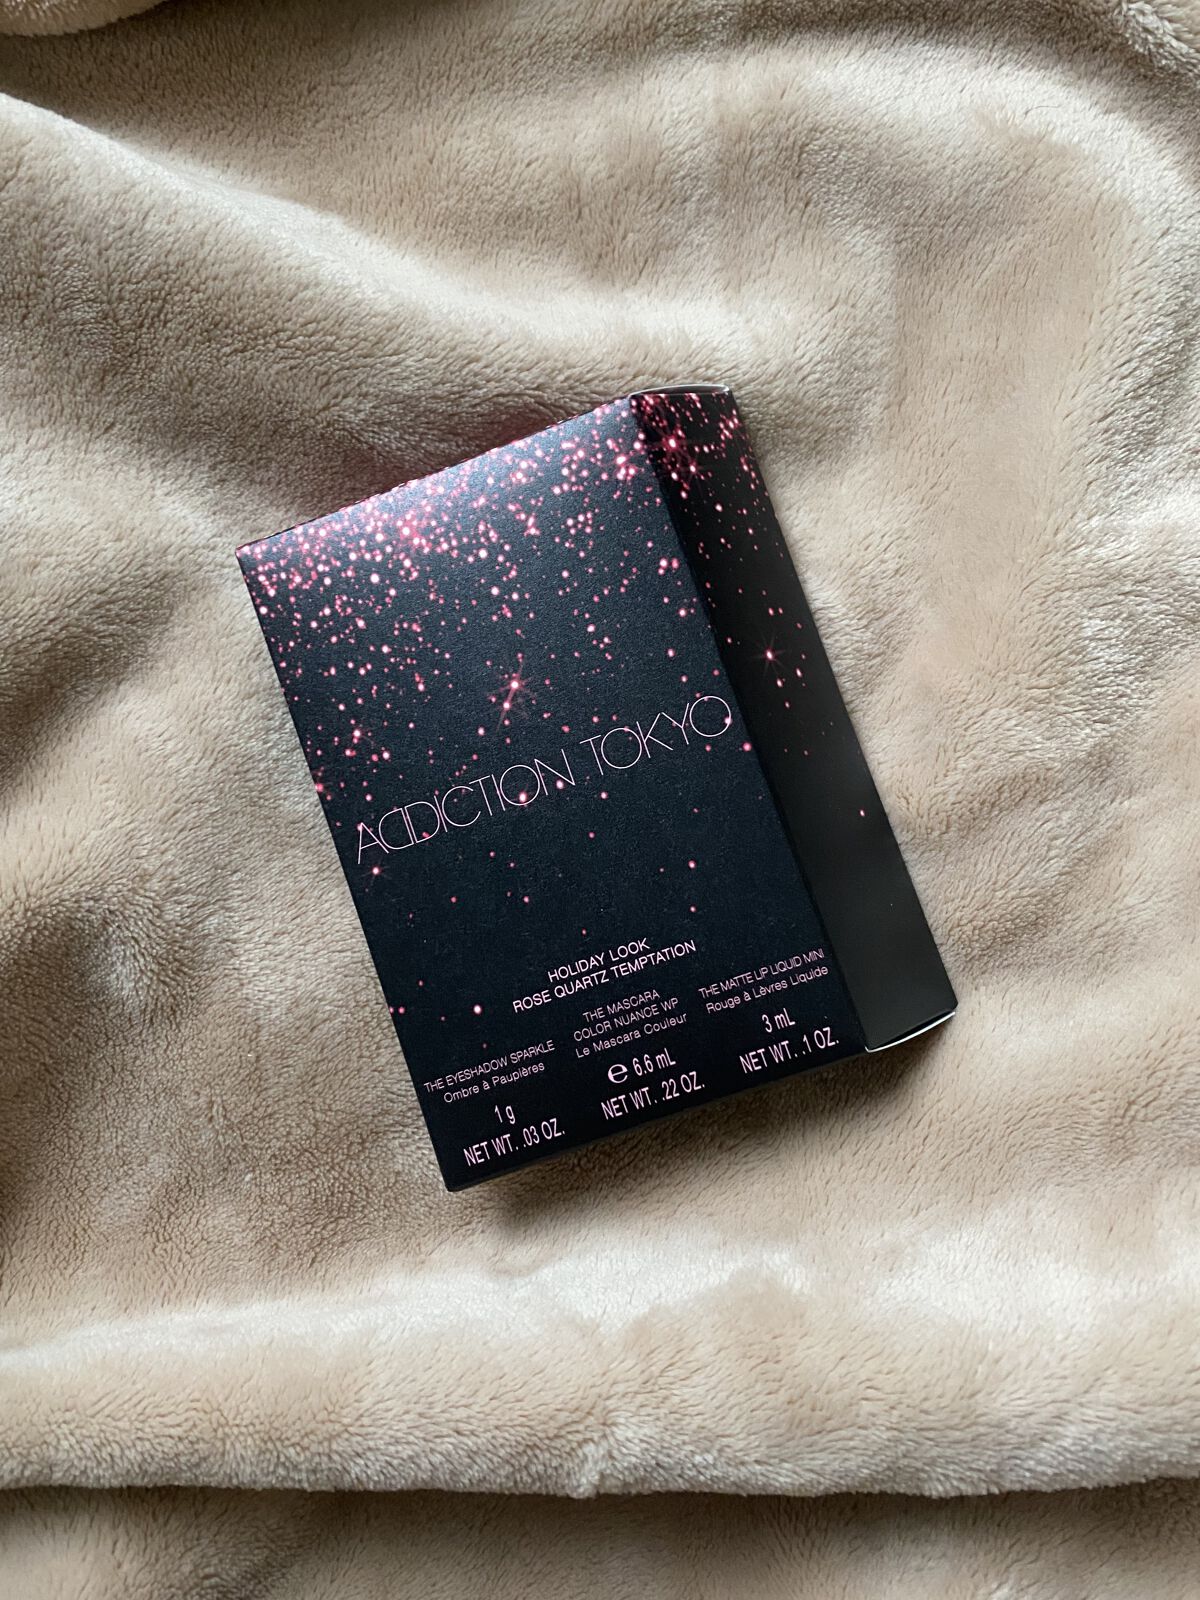 ADDICTION TOKYO
HOLIDAY LOOK
ROSE QUARTZ TEMPTATION
THE EYESHADOW SPARKLE
Ombre à Paupières
1 g
NET WT. .03 OZ.
THE MASCARA
COLOR NUANCE WP
Le Mascara Couleur
e 6.6 mL
NET WT. .22 OZ.
THE MATTE LIP LIQUID MINI
Rouge à Lèvres Liquide
3 mL
NET WT. .1 OZ.